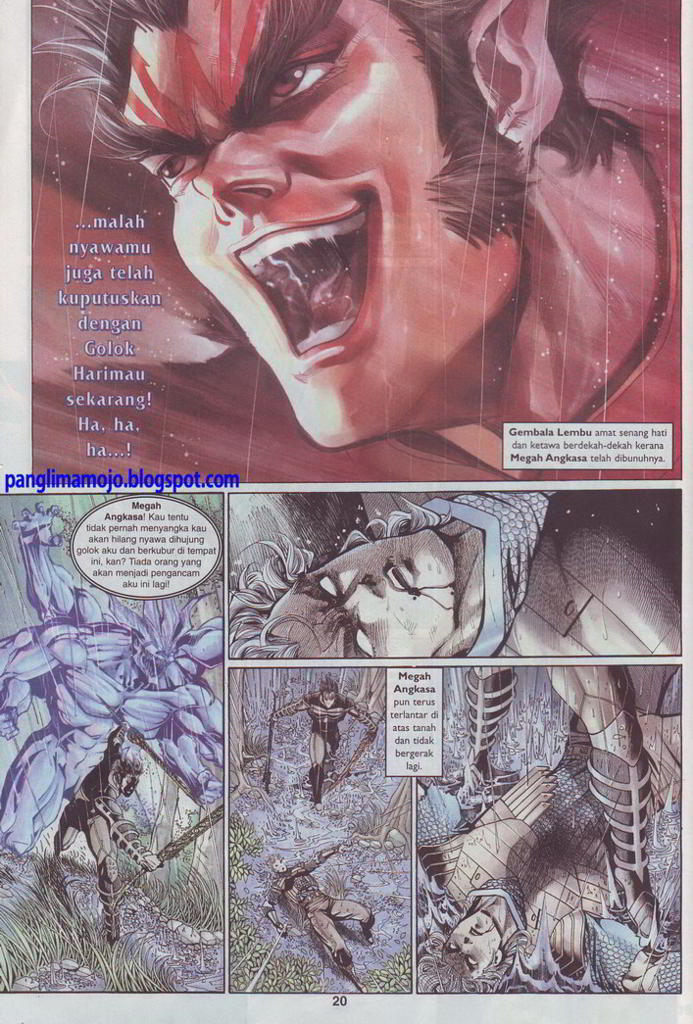 ...malah
nyawamu
juga telah
kuputuskan
dengan
Golok
Harimau
sekarang!
Ha, ha,
ha...!
Gembala Lembu amat senang hati
dan ketawa berdekah-dekah kerana
Megah Angkasa telah dibunuhnya.
panglimamojo.blogspot.com
Megah
Angkasa! Kau tentu
tidak pernah menyangka kau
akan hilang nyawa dihujung
golok aku dan berkubur di tempat
ini, kan? Tiada orang yang
akan menjadi pengancam
aku ini lagi!
Megah
Angkasa
pun terus
terlantar di
atas tanah
dan tidak
bergerak
lagi.
20